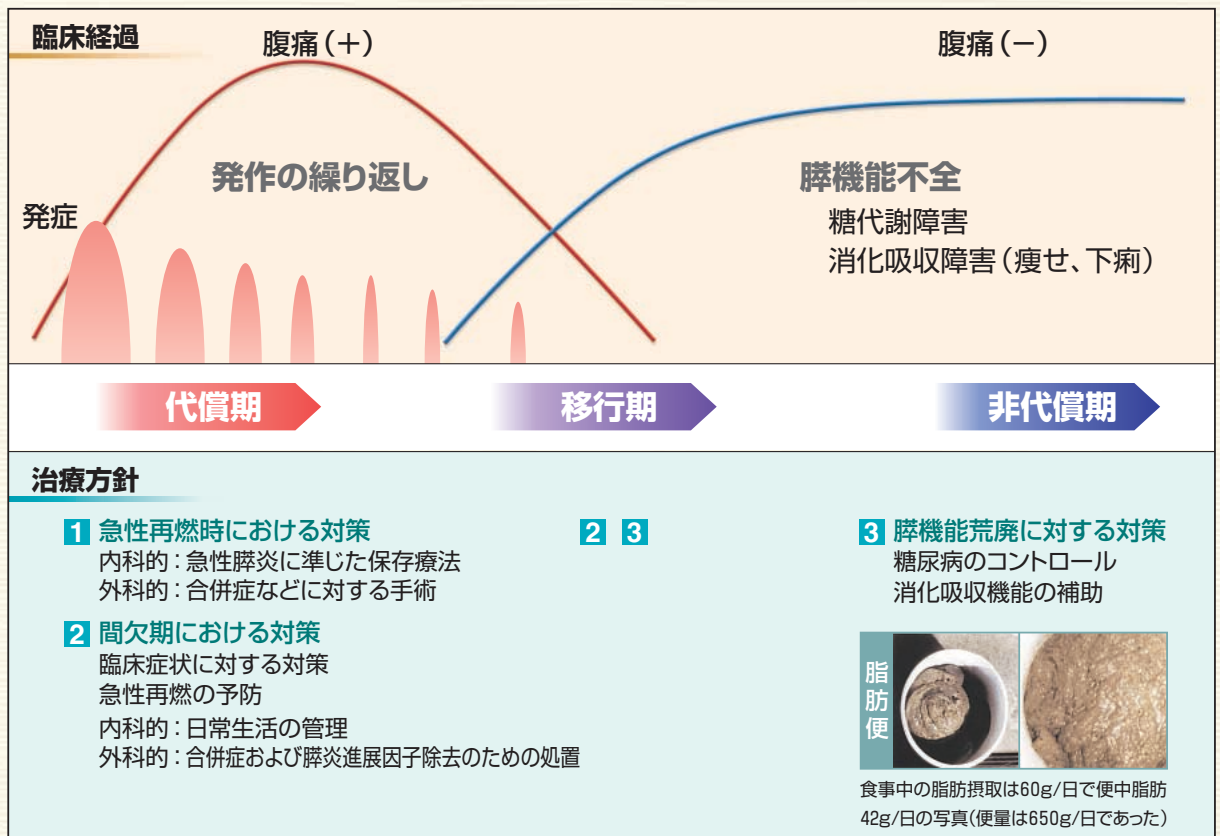 臨床経過
腹痛（＋）
腹痛（－）
発作の繰り返し
膵機能不全
発症
糖代謝障害
消化吸収障害（痩せ、下痢）
代償期
移行期
非代償期
治療方針
1 急性再燃時における対策
内科的：急性膵炎に準じた保存療法
外科的：合併症などに対する手術
2 間欠期における対策
臨床症状に対する対策
急性再燃の予防
内科的：日常生活の管理
外科的：合併症および膵炎進展因子除去のための処置
2 3
3 膵機能荒廃に対する対策
糖尿病のコントロール
消化吸収機能の補助
脂肪便
食事中の脂肪摂取は60g/日で便中脂肪
42g/日の写真(便量は650g/日であった)